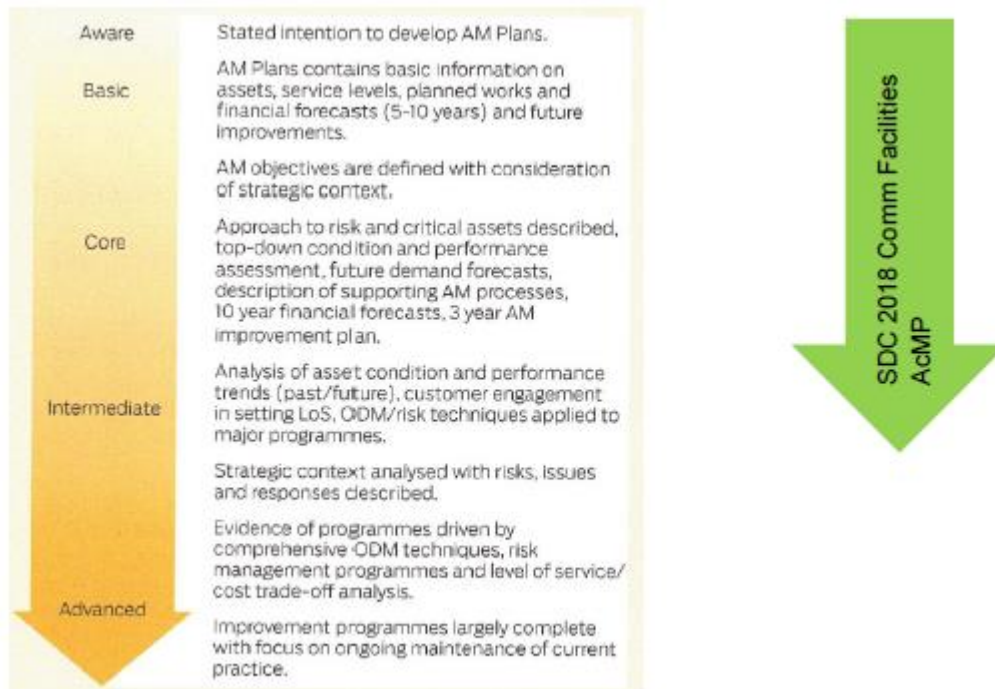 Aware
Stated intention to develop AM Plans.
Basic
AM Plans contains basic information on
assets, service levels, planned works and
financial forecasts (5-10 years) and future
improvements.
AM objectives are defined with consideration
of strategic context.
Core
Approach to risk and critical assets described,
top-down condition and performance
assessment, future demand forecasts,
description of supporting AM processes,
10 year financial forecasts, 3 year AM
improvement plan.
Intermediate
Analysis of asset condition and performance
trends (past/future), customer engagement
in setting LoS, ODM/risk techniques applied to
major programmes.
Strategic context analysed with risks, issues
and responses described.
Evidence of programmes driven by
comprehensive ODM techniques, risk
management programmes and level of service/
cost trade-off analysis.
Advanced
Improvement programmes largely complete
with focus on ongoing maintenance of current
practice.
SDC 2018 Comm Facilities
AcMP